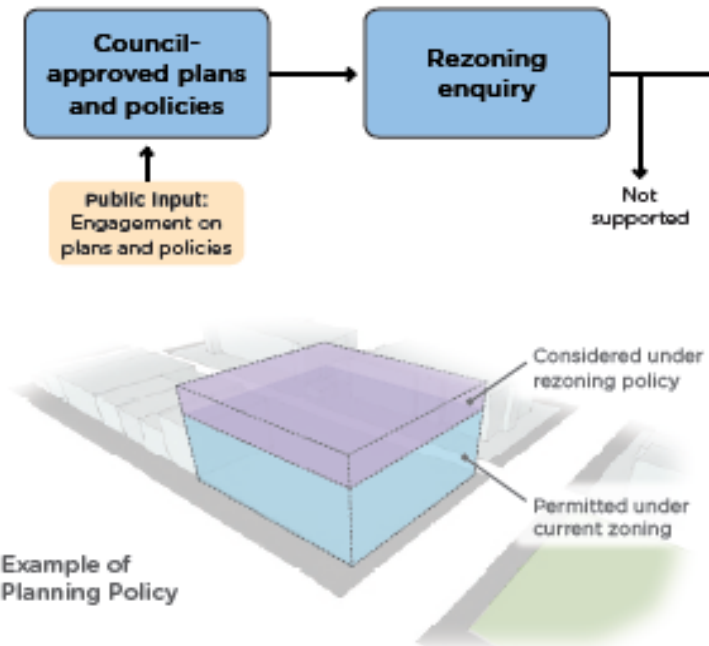 Council-
approved plans
and policies
Rezoning
enquiry
Public Input:
Engagement on
plans and policies
Not
supported
Considered under
rezoning policy
Permitted under
current zoning
Example of
Planning Policy